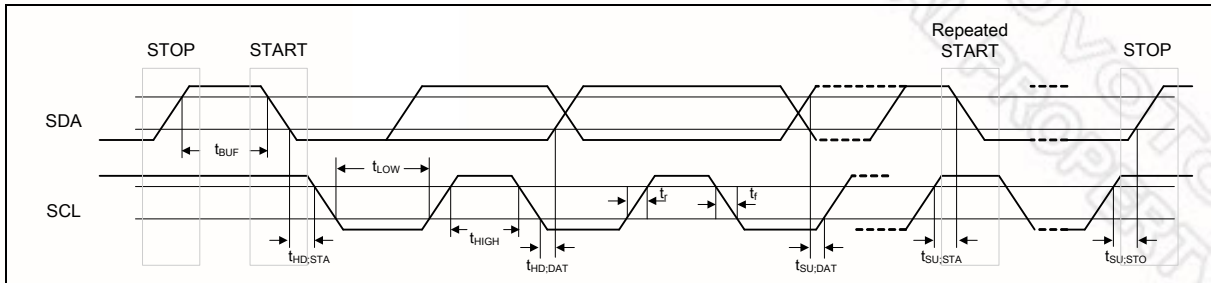 STOP
START
Repeated
START
STOP
SDA
tBUF
tLOW
SCL
tr
tf
tHIGH
tHD;STA
tHD;DAT
tSU;DAT
tSU;STA
tSU;STO